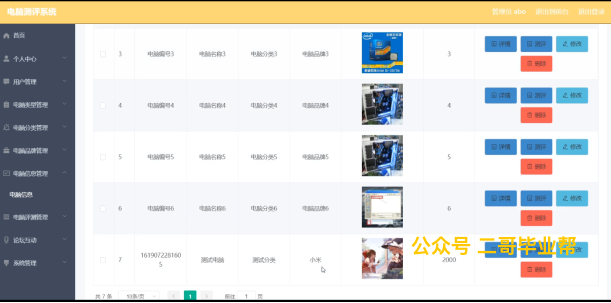 电脑测评系统
管理员 abo 退出到前台 退出登录
首页
个人中心
用户管理
电脑类型管理
电脑分类管理
电脑品牌管理
电脑信息管理
电脑信息
电脑评测管理
论坛互动
系统管理
3 电脑编号3 电脑名称3 电脑分类3 电脑品牌3 3 详情 测评 修改
删除
4 电脑编号4 电脑名称4 电脑分类4 电脑品牌4 4 详情 测评 修改
删除
5 电脑编号5 电脑名称5 电脑分类5 电脑品牌5 5 详情 测评 修改
删除
6 电脑编号6 电脑名称6 电脑分类6 电脑品牌6 6 详情 测评 修改
删除
7 161907228160
5 测试电脑 测试分类 小米 2000
删除
公众号 二哥毕业帮
共 7 条 10条/页 1 前往 1 页